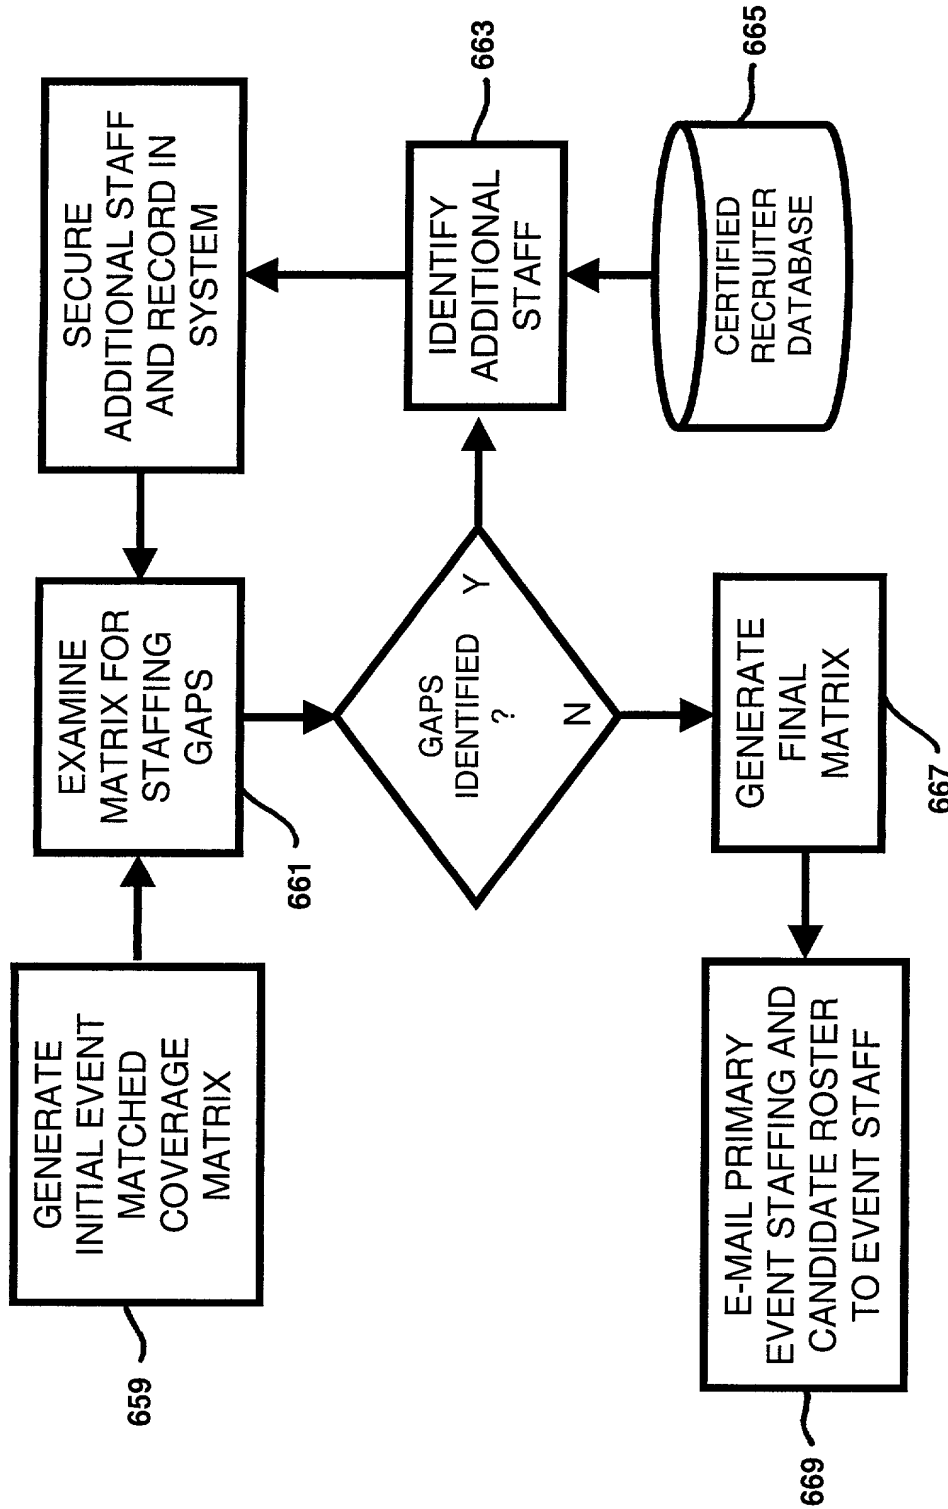 GENERATE
INITIAL EVENT
MATCHED
COVERAGE
MATRIX
659
EXAMINE
MATRIX FOR
STAFFING
GAPS
661
SECURE
ADDITIONAL STAFF
AND RECORD IN
SYSTEM
GAPS
IDENTIFIED
?
Y
N
IDENTIFY
ADDITIONAL
STAFF
663
CERTIFIED
RECRUITER
DATABASE
665
GENERATE
FINAL
MATRIX
667
E-MAIL PRIMARY
EVENT STAFFING AND
CANDIDATE ROSTER
TO EVENT STAFF
669